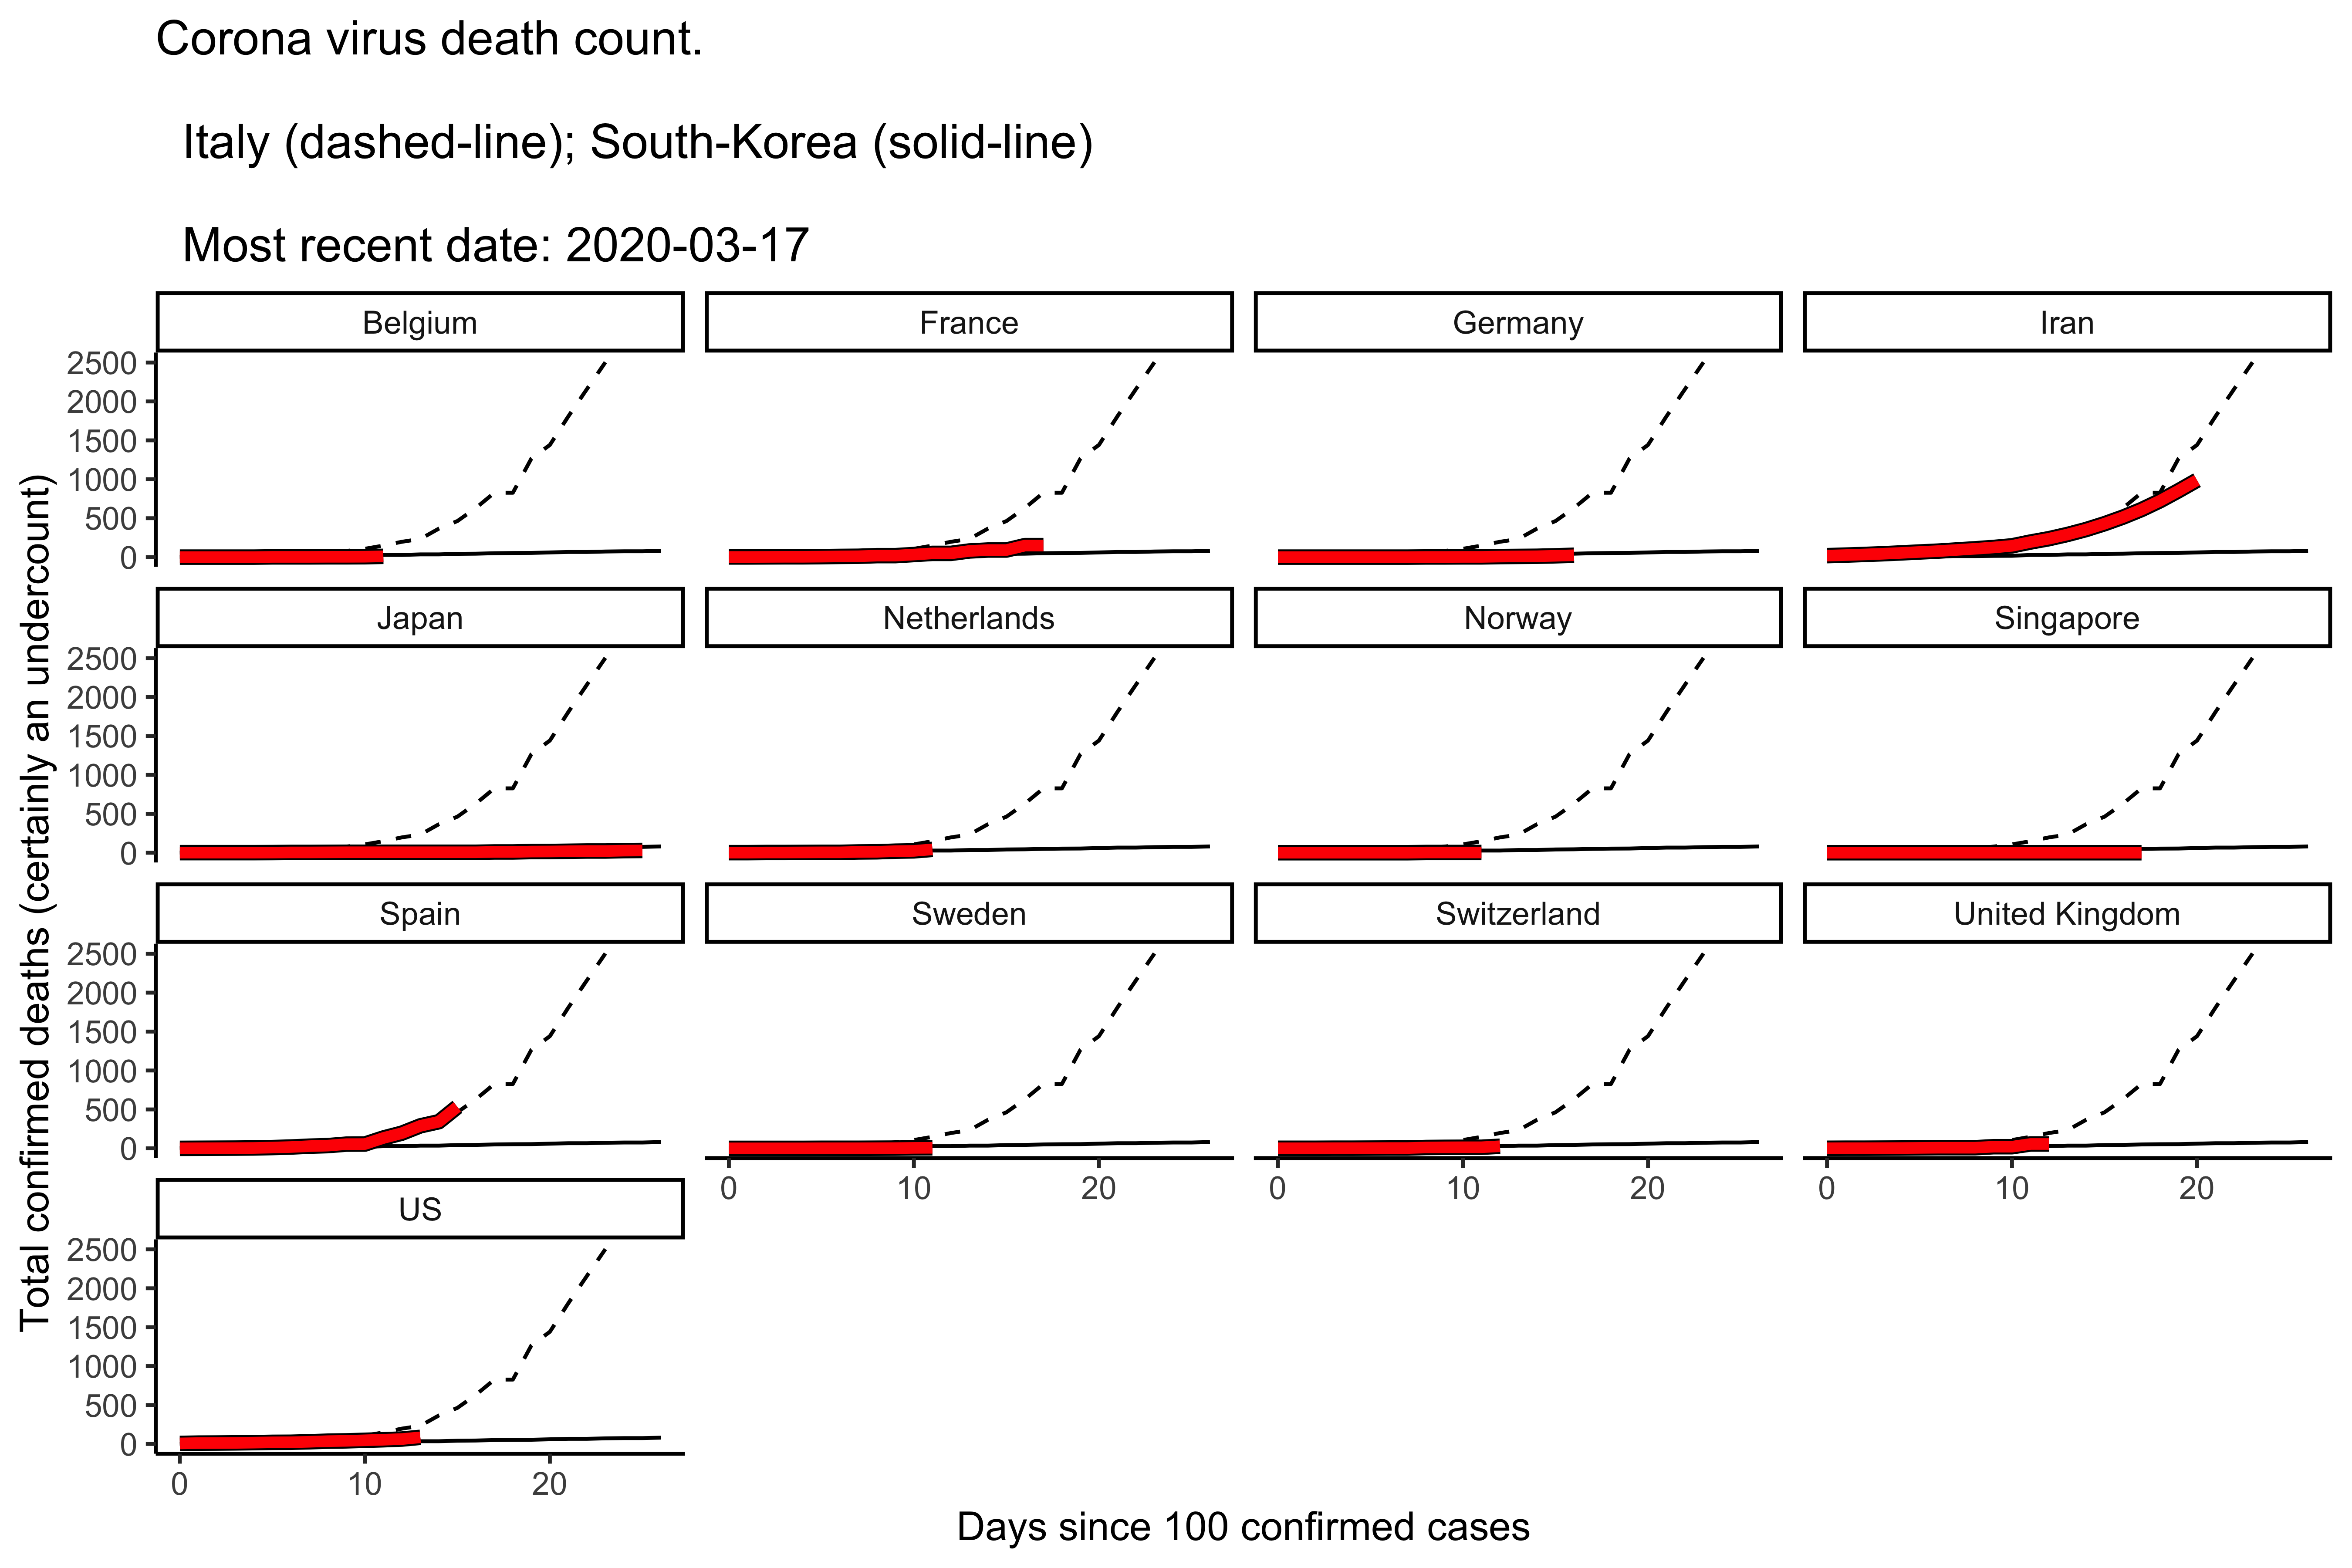 Corona virus death count.
Italy (dashed-line); South-Korea (solid-line)
Most recent date: 2020-03-17
Total confirmed deaths (certainly an undercount)
Belgium
France
Germany
Iran
2500
2000
1500
1000
500
0
Japan
Netherlands
Norway
Singapore
2500
2000
1500
1000
500
0
Spain
Sweden
Switzerland
United Kingdom
2500
2000
1500
1000
500
0
0 10 20
0 10 20
0 10 20
US
2500
2000
1500
1000
500
0
0 10 20
Days since 100 confirmed cases